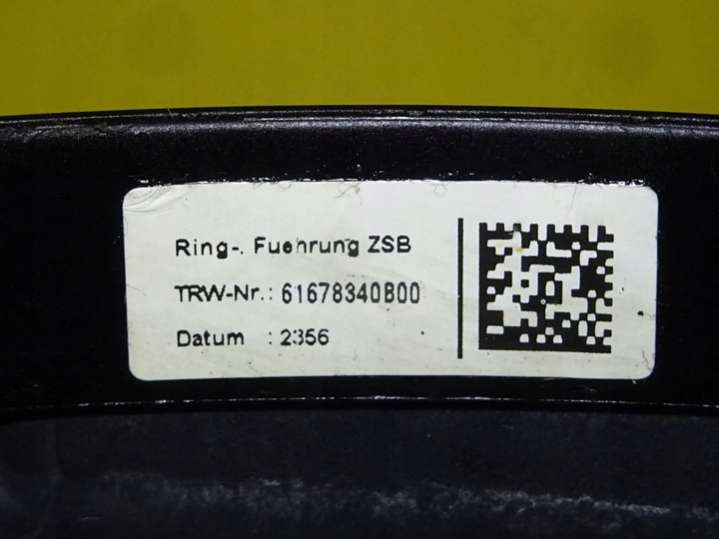 Ring-. Fuehrung ZSB
TRW-Nr.: 61678340B00
Datum : 2356